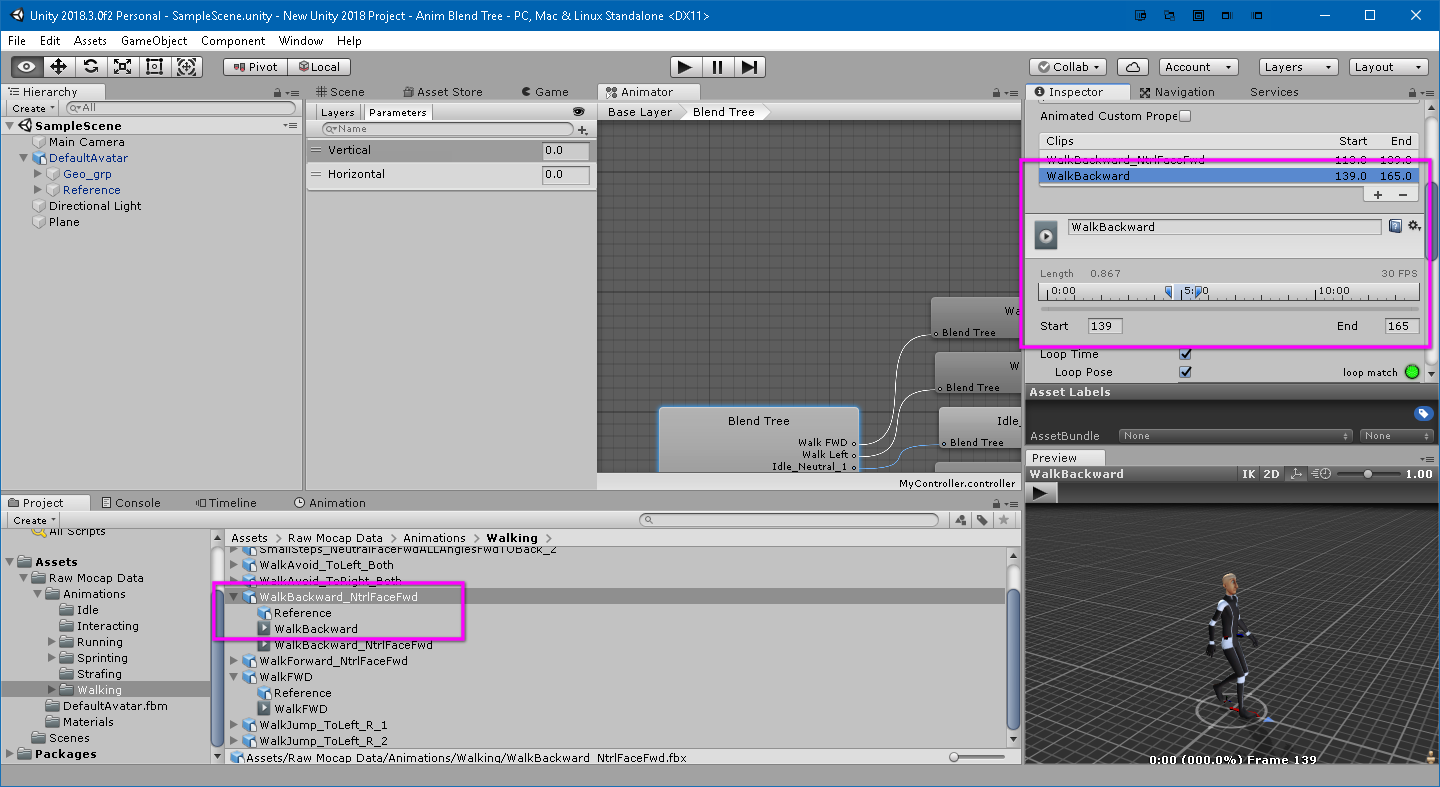 Unity 2018.3.0f2 Personal - SampleScene.unity - New Unity 2018 Project - Anim Blend Tree - PC, Mac & Linux Standalone <DX11>
File Edit Assets GameObject Component Window Help
Pivot Local Collab Account Layers Layout
Hierarchy
Create All
SampleScene
Main Camera
DefaultAvatar
Geo_grp
Reference
Directional Light
Plane
Scene Asset Store Game Animator
Layers Parameters
Name
Vertical 0.0
Horizontal 0.0
Base Layer Blend Tree
Wa
Blend Tree
W
Blend Tree
Idle_
Blend Tree
Blend Tree
Walk FWD
Walk Left
Idle_Neutral_1
MyController.controller
Inspector Navigation Services
Animated Custom Prope
Clips Start End
WalkBackward_NtrlFaceFwd 110.0 189.0
WalkBackward 139.0 165.0
WalkBackward
Length 0.867 30 FPS
0:00 5:00 10:00
Start 139 End 165
Loop Time
Loop Pose loop match
Asset Labels
AssetBundle None None
Preview
WalkBackward IK 2D 1.00
0:00 (000.0%) Frame 139
Project Console Timeline Animation
Create
All Scripts
Assets
Raw Mocap Data
Animations
Idle
Interacting
Running
Sprinting
Strafing
Walking
DefaultAvatar.fbm
Materials
Scenes
Packages
Assets Raw Mocap Data Animations Walking
SmallSteps_NeutralFaceFwdALLAnglesFwdTOBack_2
WalkAvoid_ToLeft_Both
WalkAvoid_ToRight_Both
WalkBackward_NtrlFaceFwd
Reference
WalkBackward
WalkBackward_NtrlFaceFwd
WalkForward_NtrlFaceFwd
WalkFWD
Reference
WalkFWD
WalkJump_ToLeft_R_1
WalkJump_ToLeft_R_2
Assets/Raw Mocap Data/Animations/Walking/WalkBackward_NtrlFaceFwd.fbx